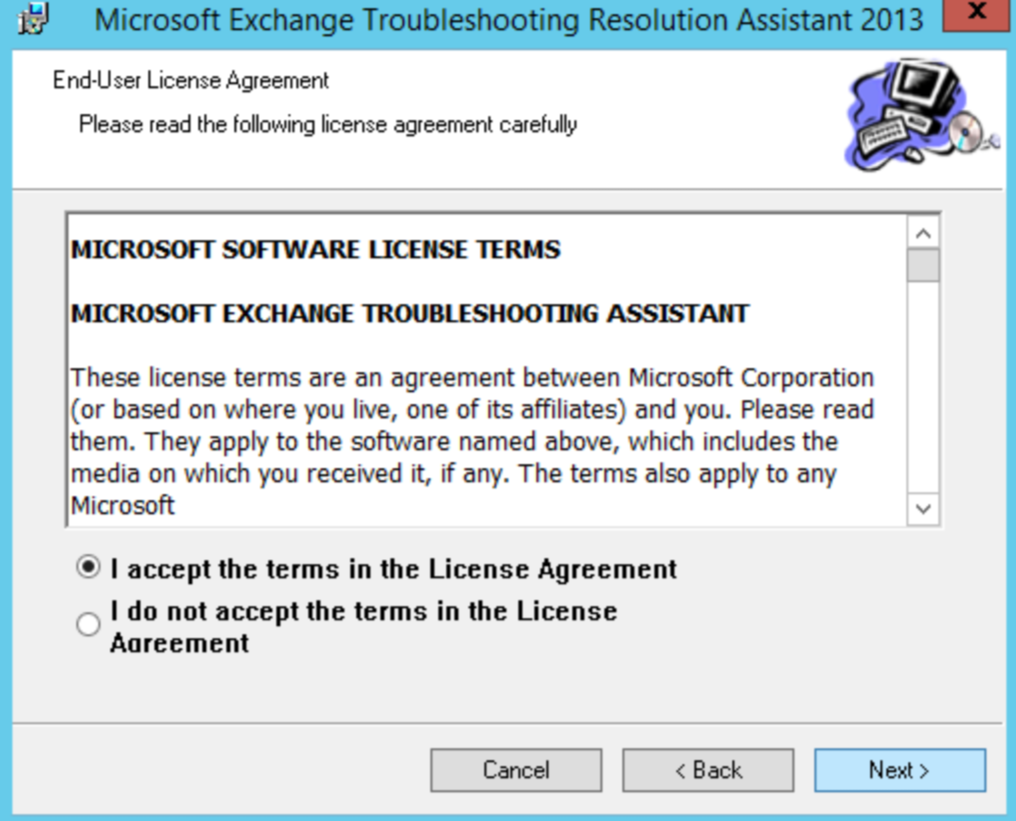 Microsoft Exchange Troubleshooting Resolution Assistant 2013
x
End-User License Agreement
Please read the following license agreement carefully
MICROSOFT SOFTWARE LICENSE TERMS
MICROSOFT EXCHANGE TROUBLESHOOTING ASSISTANT
These license terms are an agreement between Microsoft Corporation
(or based on where you live, one of its affiliates) and you. Please read
them. They apply to the software named above, which includes the
media on which you received it, if any. The terms also apply to any
Microsoft
I accept the terms in the License Agreement
I do not accept the terms in the License
Agreement
Cancel
< Back
Next >